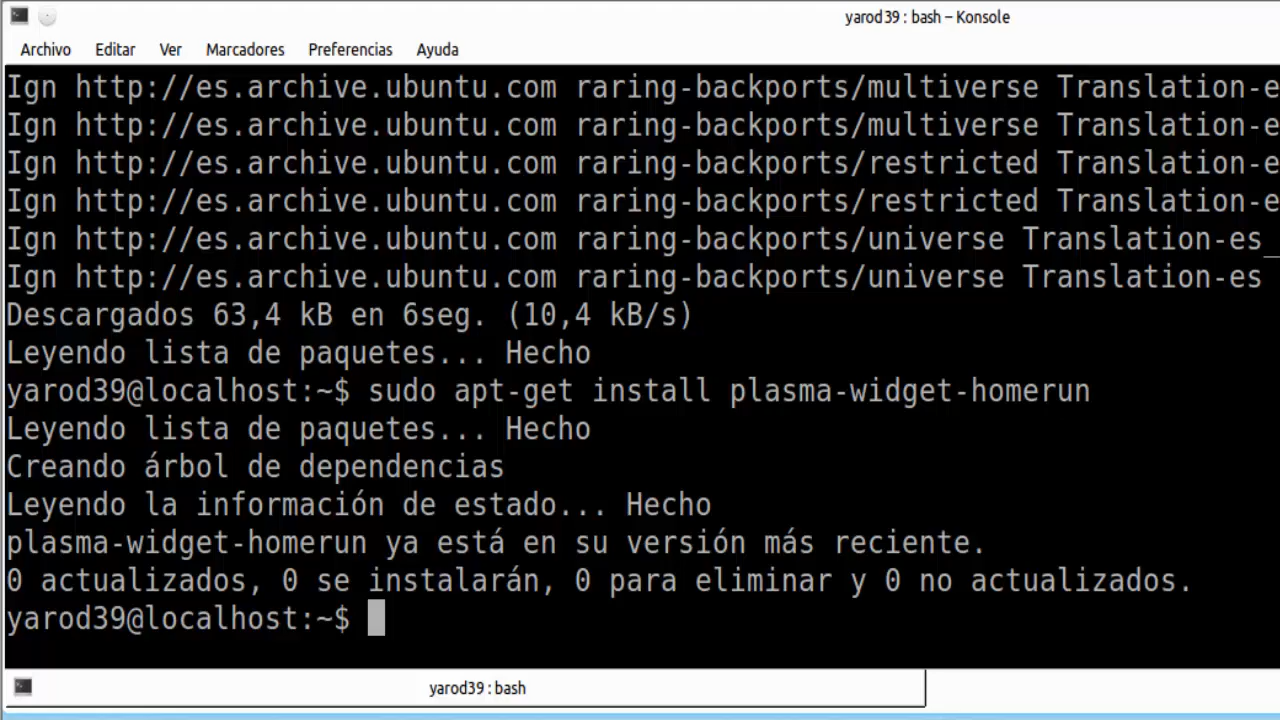 yarod39 : bash – Konsole
Archivo Editar Ver Marcadores Preferencias Ayuda
Ign http://es.archive.ubuntu.com raring-backports/multiverse Translation-e
Ign http://es.archive.ubuntu.com raring-backports/multiverse Translation-e
Ign http://es.archive.ubuntu.com raring-backports/restricted Translation-e
Ign http://es.archive.ubuntu.com raring-backports/restricted Translation-e
Ign http://es.archive.ubuntu.com raring-backports/universe Translation-es_
Ign http://es.archive.ubuntu.com raring-backports/universe Translation-es
Descargados 63,4 kB en 6seg. (10,4 kB/s)
Leyendo lista de paquetes... Hecho
yarod39@localhost:~$ sudo apt-get install plasma-widget-homerun
Leyendo lista de paquetes... Hecho
Creando árbol de dependencias
Leyendo la información de estado... Hecho
plasma-widget-homerun ya está en su versión más reciente.
0 actualizados, 0 se instalarán, 0 para eliminar y 0 no actualizados.
yarod39@localhost:~$
yarod39 : bash